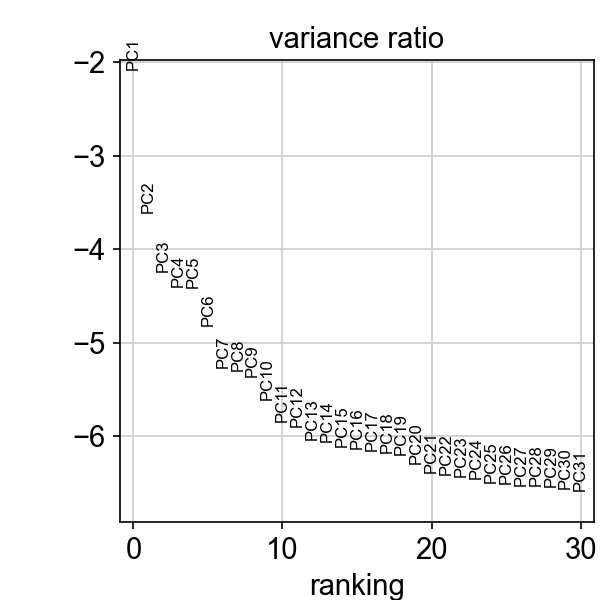 variance ratio
−2
−3
−4
−5
−6
PC1
PC2
PC3
PC4
PC5
PC6
PC7
PC8
PC9
PC10
PC11
PC12
PC13
PC14
PC15
PC16
PC17
PC18
PC19
PC20
PC21
PC22
PC23
PC24
PC25
PC26
PC27
PC28
PC29
PC30
PC31
0 10 20 30
ranking